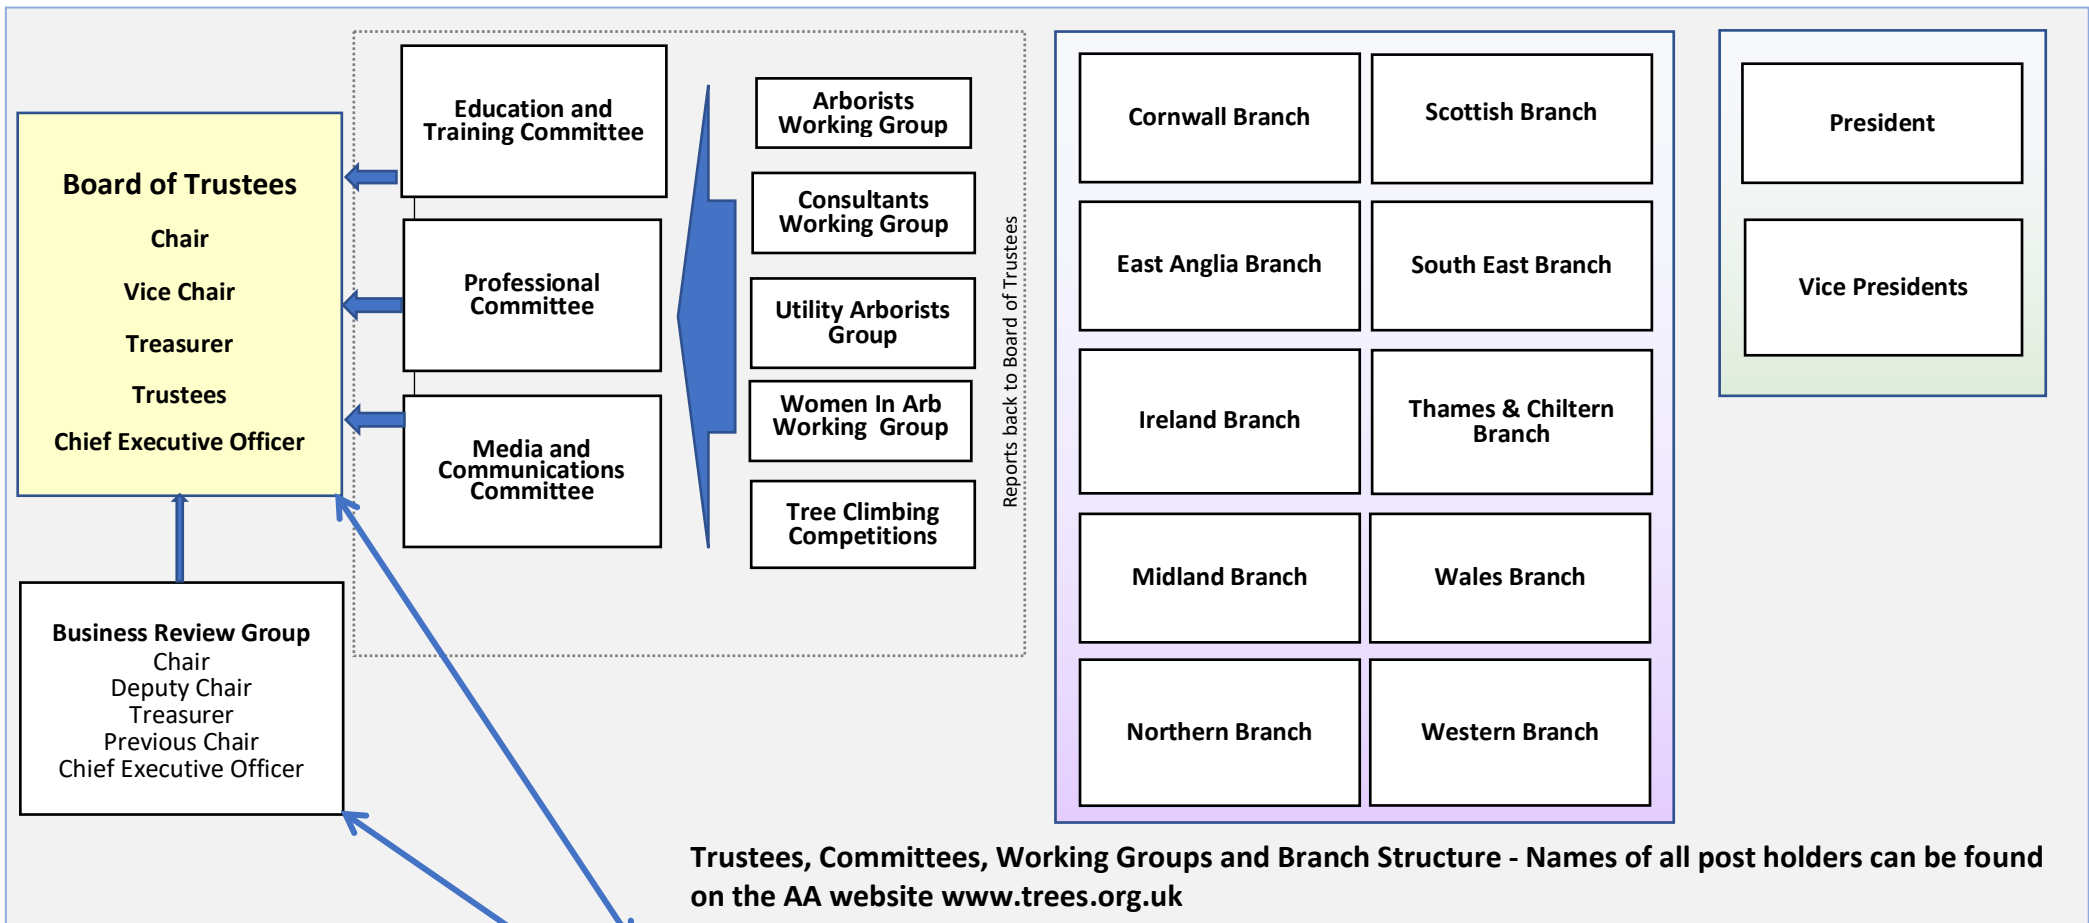 Board of Trustees
Chair
Vice Chair
Treasurer
Trustees
Chief Executive Officer
Business Review Group
Chair
Deputy Chair
Treasurer
Previous Chair
Chief Executive Officer
Education and
Training Committee
Professional
Committee
Media and
Communications
Committee
Arborists
Working Group
Consultants
Working Group
Utility Arborists
Group
Women In Arb
Working  Group
Tree Climbing
Competitions
Reports back to Board of Trustees
Cornwall Branch
Scottish Branch
East Anglia Branch
South East Branch
Ireland Branch
Thames & Chiltern
Branch
Midland Branch
Wales Branch
Northern Branch
Western Branch
President
Vice Presidents
Trustees, Committees, Working Groups and Branch Structure - Names of all post holders can be found
on the AA website www.trees.org.uk